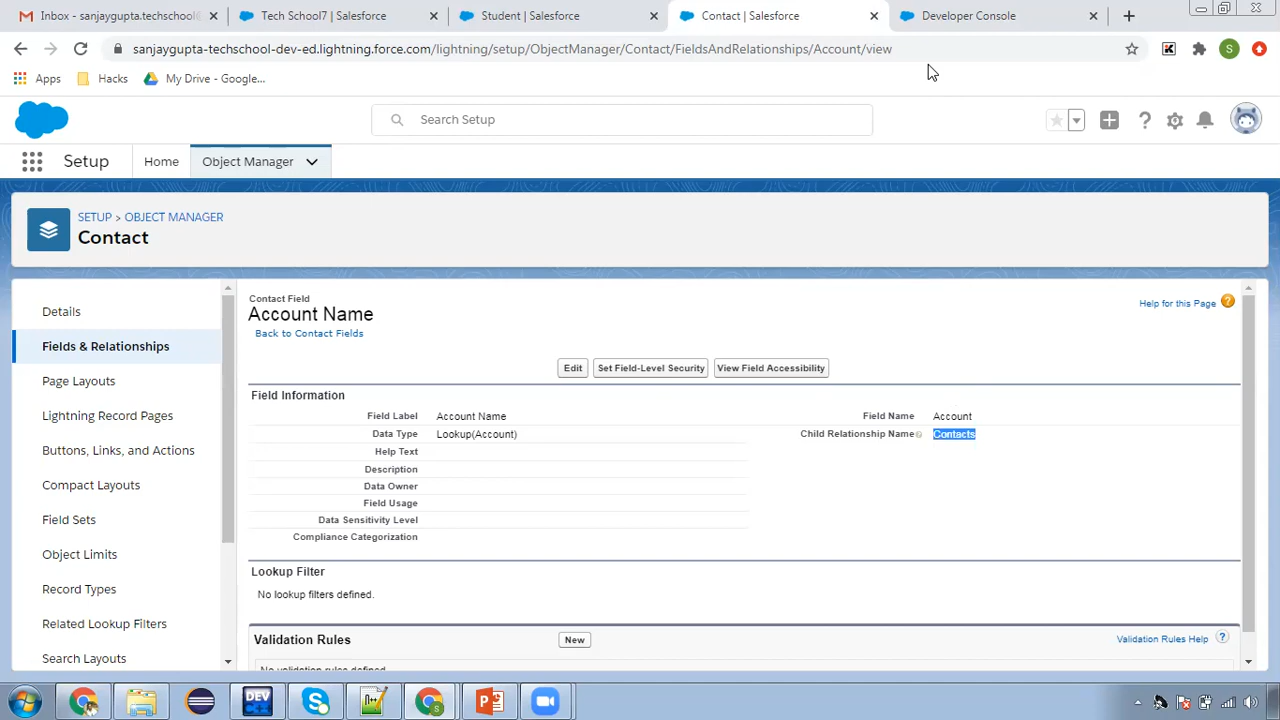 Inbox - sanjaygupta.techschool
Tech School7 | Salesforce
Student | Salesforce
Contact | Salesforce
Developer Console
sanjaygupta-techschool-dev-ed.lightning.force.com/lightning/setup/ObjectManager/Contact/FieldsAndRelationships/Account/view
S
Apps
Hacks
My Drive - Google...
Search Setup
Setup
Home
Object Manager
SETUP > OBJECT MANAGER
Contact
Details
Fields & Relationships
Page Layouts
Lightning Record Pages
Buttons, Links, and Actions
Compact Layouts
Field Sets
Object Limits
Record Types
Related Lookup Filters
Search Layouts
Contact Field
Account Name
Back to Contact Fields
Help for this Page
Edit
Set Field-Level Security
View Field Accessibility
Field Information
Field Label Account Name Field Name Account
Data Type Lookup(Account) Child Relationship Name Contacts
Help Text
Description
Data Owner
Field Usage
Data Sensitivity Level
Compliance Categorization
Lookup Filter
No lookup filters defined.
Validation Rules
New
Validation Rules Help
No validation rules defined
DEV